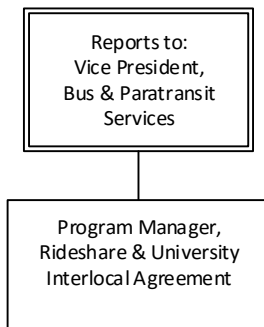 Reports to:
Vice President,
Bus & Paratransit
Services
Program Manager,
Rideshare & University
Interlocal Agreement